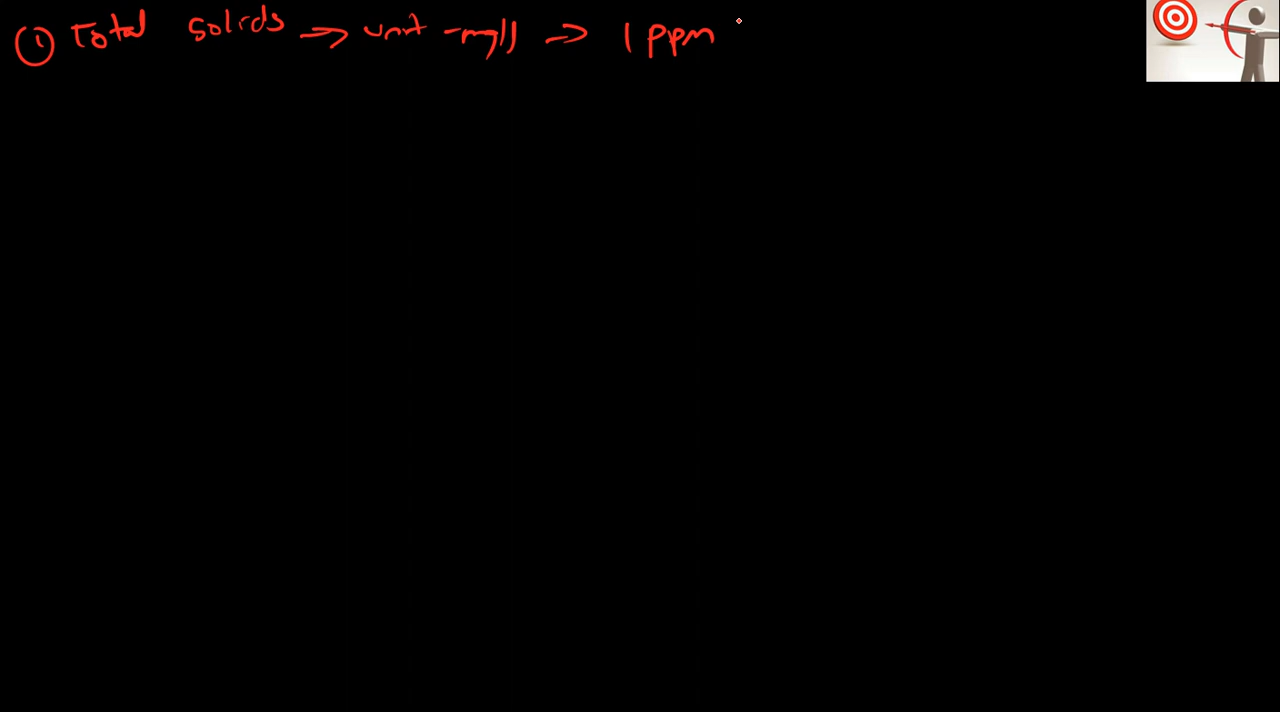 ① Total solids → unit - mg/l → 1 ppm